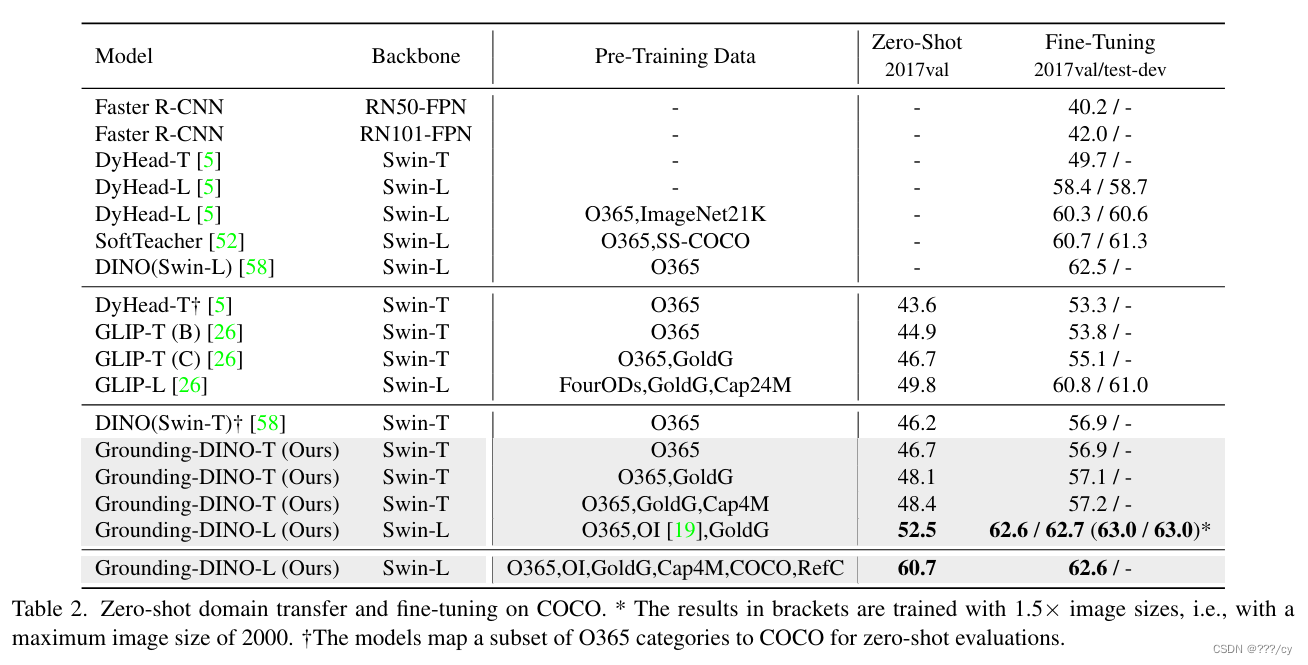 Model Backbone Pre-Training Data Zero-Shot Fine-Tuning
2017val 2017val/test-dev
Faster R-CNN RN50-FPN - - 40.2 / -
Faster R-CNN RN101-FPN - - 42.0 / -
DyHead-T [5] Swin-T - - 49.7 / -
DyHead-L [5] Swin-L - - 58.4 / 58.7
DyHead-L [5] Swin-L O365,ImageNet21K - 60.3 / 60.6
SoftTeacher [52] Swin-L O365,SS-COCO - 60.7 / 61.3
DINO(Swin-L) [58] Swin-L O365 - 62.5 / -
DyHead-T† [5] Swin-T O365 43.6 53.3 / -
GLIP-T (B) [26] Swin-T O365 44.9 53.8 / -
GLIP-T (C) [26] Swin-T O365,GoldG 46.7 55.1 / -
GLIP-L [26] Swin-L FourODs,GoldG,Cap24M 49.8 60.8 / 61.0
DINO(Swin-T)† [58] Swin-T O365 46.2 56.9 / -
Grounding-DINO-T (Ours) Swin-T O365 46.7 56.9 / -
Grounding-DINO-T (Ours) Swin-T O365,GoldG 48.1 57.1 / -
Grounding-DINO-T (Ours) Swin-T O365,GoldG,Cap4M 48.4 57.2 / -
Grounding-DINO-L (Ours) Swin-L O365,OI [19],GoldG 52.5 62.6 / 62.7 (63.0 / 63.0)*
Grounding-DINO-L (Ours) Swin-L O365,OI,GoldG,Cap4M,COCO,RefC 60.7 62.6 / -
Table 2. Zero-shot domain transfer and fine-tuning on COCO. * The results in brackets are trained with 1.5× image sizes, i.e., with a
maximum image size of 2000. †The models map a subset of O365 categories to COCO for zero-shot evaluations.
CSDN @???/cy